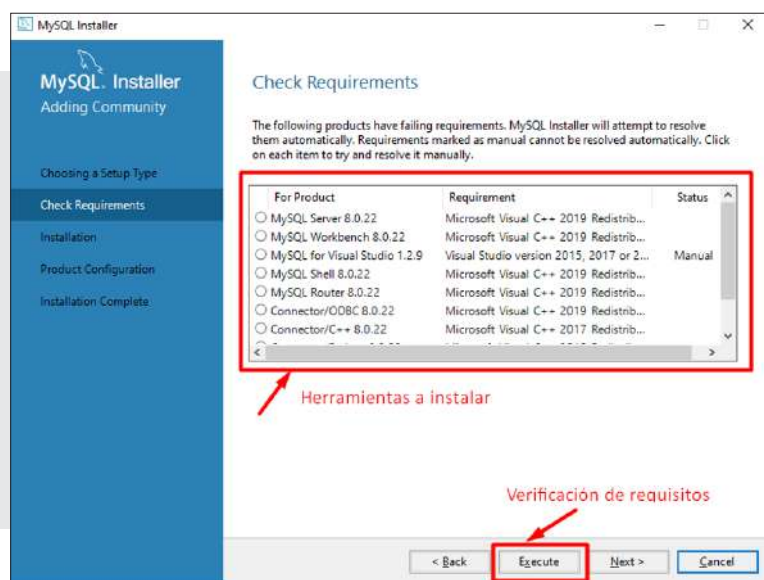 MySQL Installer
MySQL. Installer
Adding Community
Choosing a Setup Type
Check Requirements
Installation
Product Configuration
Installation Complete
Check Requirements
The following products have failing requirements. MySQL Installer will attempt to resolve
them automatically. Requirements marked as manual cannot be resolved automatically. Click
on each item to try and resolve it manually.
For Product Requirement Status
MySQL Server 8.0.22 Microsoft Visual C++ 2019 Redistrib...
MySQL Workbench 8.0.22 Microsoft Visual C++ 2019 Redistrib...
MySQL for Visual Studio 1.2.9 Visual Studio version 2015, 2017 or 2... Manual
MySQL Shell 8.0.22 Microsoft Visual C++ 2019 Redistrib...
MySQL Router 8.0.22 Microsoft Visual C++ 2019 Redistrib...
Connector/ODBC 8.0.22 Microsoft Visual C++ 2019 Redistrib...
Connector/C++ 8.0.22 Microsoft Visual C++ 2017 Redistrib...
Herramientas a instalar
Verificación de requisitos
< Back Execute Next > Cancel